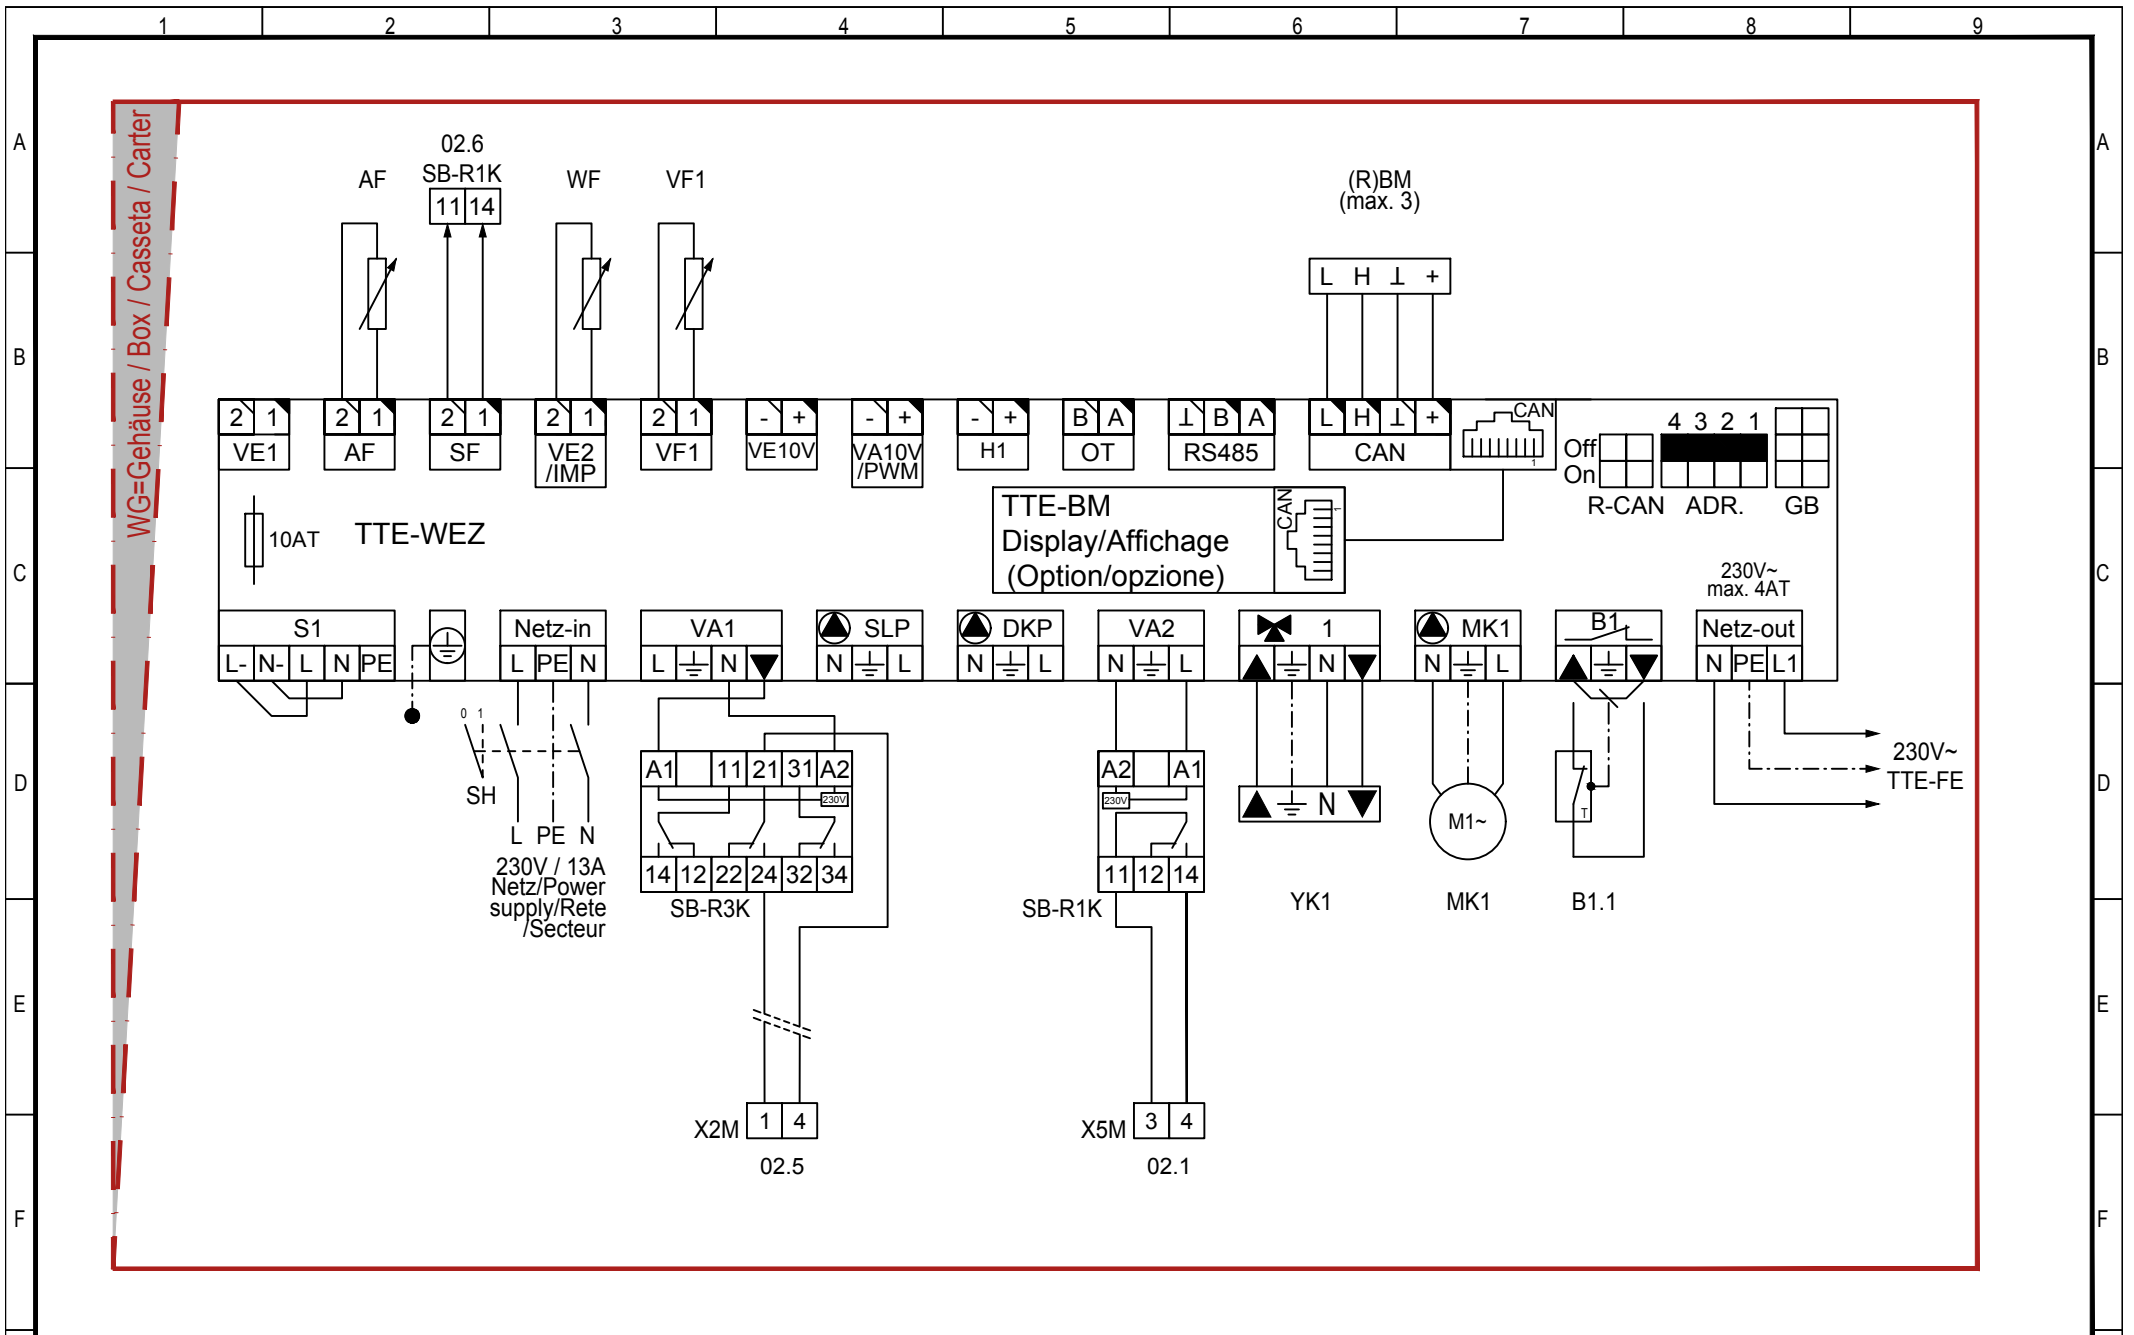 1 2 3 4 5 6 7 8 9
A A
WG=Gehäuse / Box / Casseta / Carter
02.6
AF SB-R1K WF VF1 (R)BM
(max. 3)
11 14
L H ⊥ +
B B
2 1 2 1 2 1 2 1 2 1 - + - + - + B A ⊥ B A L H ⊥ + CAN
1
VE1 AF SF VE2 VF1 VE10V VA10V H1 OT RS485 CAN
/IMP /PWM
4 3 2 1
Off
On
R-CAN ADR. GB
10AT TTE-WEZ
TTE-BM
Display/Affichage
(Option/opzione)
CAN
1
C C
230V~
max. 4AT
S1 Netz-in VA1 SLP DKP VA2 1 MK1 B1 Netz-out
L- N- L N PE L PE N L N N L N L N L N N L N PE L1
0 1
SH
L PE N
230V / 13A
Netz/Power
supply/Rete
/Secteur
D D
A1 11 21 31 A2
230V
14 12 22 24 32 34
SB-R3K
A2 A1
230V
11 12 14
SB-R1K
N
YK1
M1~
MK1
T
B1.1
230V~
TTE-FE
E E
X2M 1 4
02.5
X5M 3 4
02.1
F F